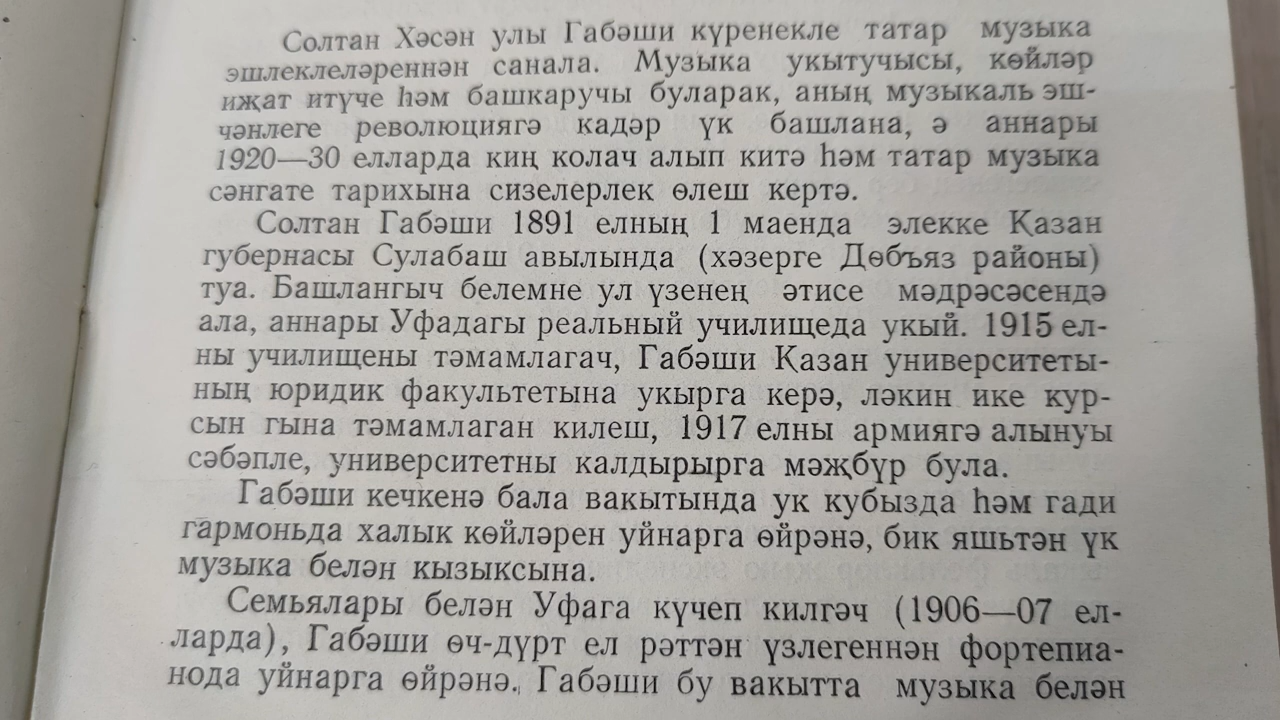 Солтан Хәсән улы Габәши күренекле татар музыка
эшлеклеләреннән санала. Музыка укытучысы, көйләр
иҗат итүче һәм башкаручы буларак, аның музыкаль эш-
чәнлеге революциягә кадәр үк башлана, ә аннары
1920—30 елларда киң колач алып китә һәм татар музыка
сәнгате тарихына сизелерлек өлеш кертә.
Солтан Габәши 1891 елның 1 маенда элекке Қазан
губернасы Сулабаш авылында (хәзерге Дөбъяз районы)
туа. Башлангыч белемне ул үзенең әтисе мәдрәсәсендә
ала, аннары Уфадагы реальный училищеда укый. 1915 ел-
ны училищены тәмамлагач, Габәши Қазан университеты-
ның юридик факультетына укырга керә, ләкин ике кур-
сын гына тәмамлаган килеш, 1917 елны армиягә алынуы
сәбәпле, университетны калдырырга мәҗбүр була.
Габәши кечкенә бала вакытында ук кубызда һәм гади
гармоньда халык көйләрен уйнарга өйрәнә, бик яшьтән үк
музыка белән кызыксына.
Семьялары белән Уфага күчеп килгәч (1906—07 ел-
ларда), Габәши өч-дүрт ел рәттән үзлегеннән фортепиа-
нода уйнарга өйрәнә. Габәши бу вакытта музыка белән